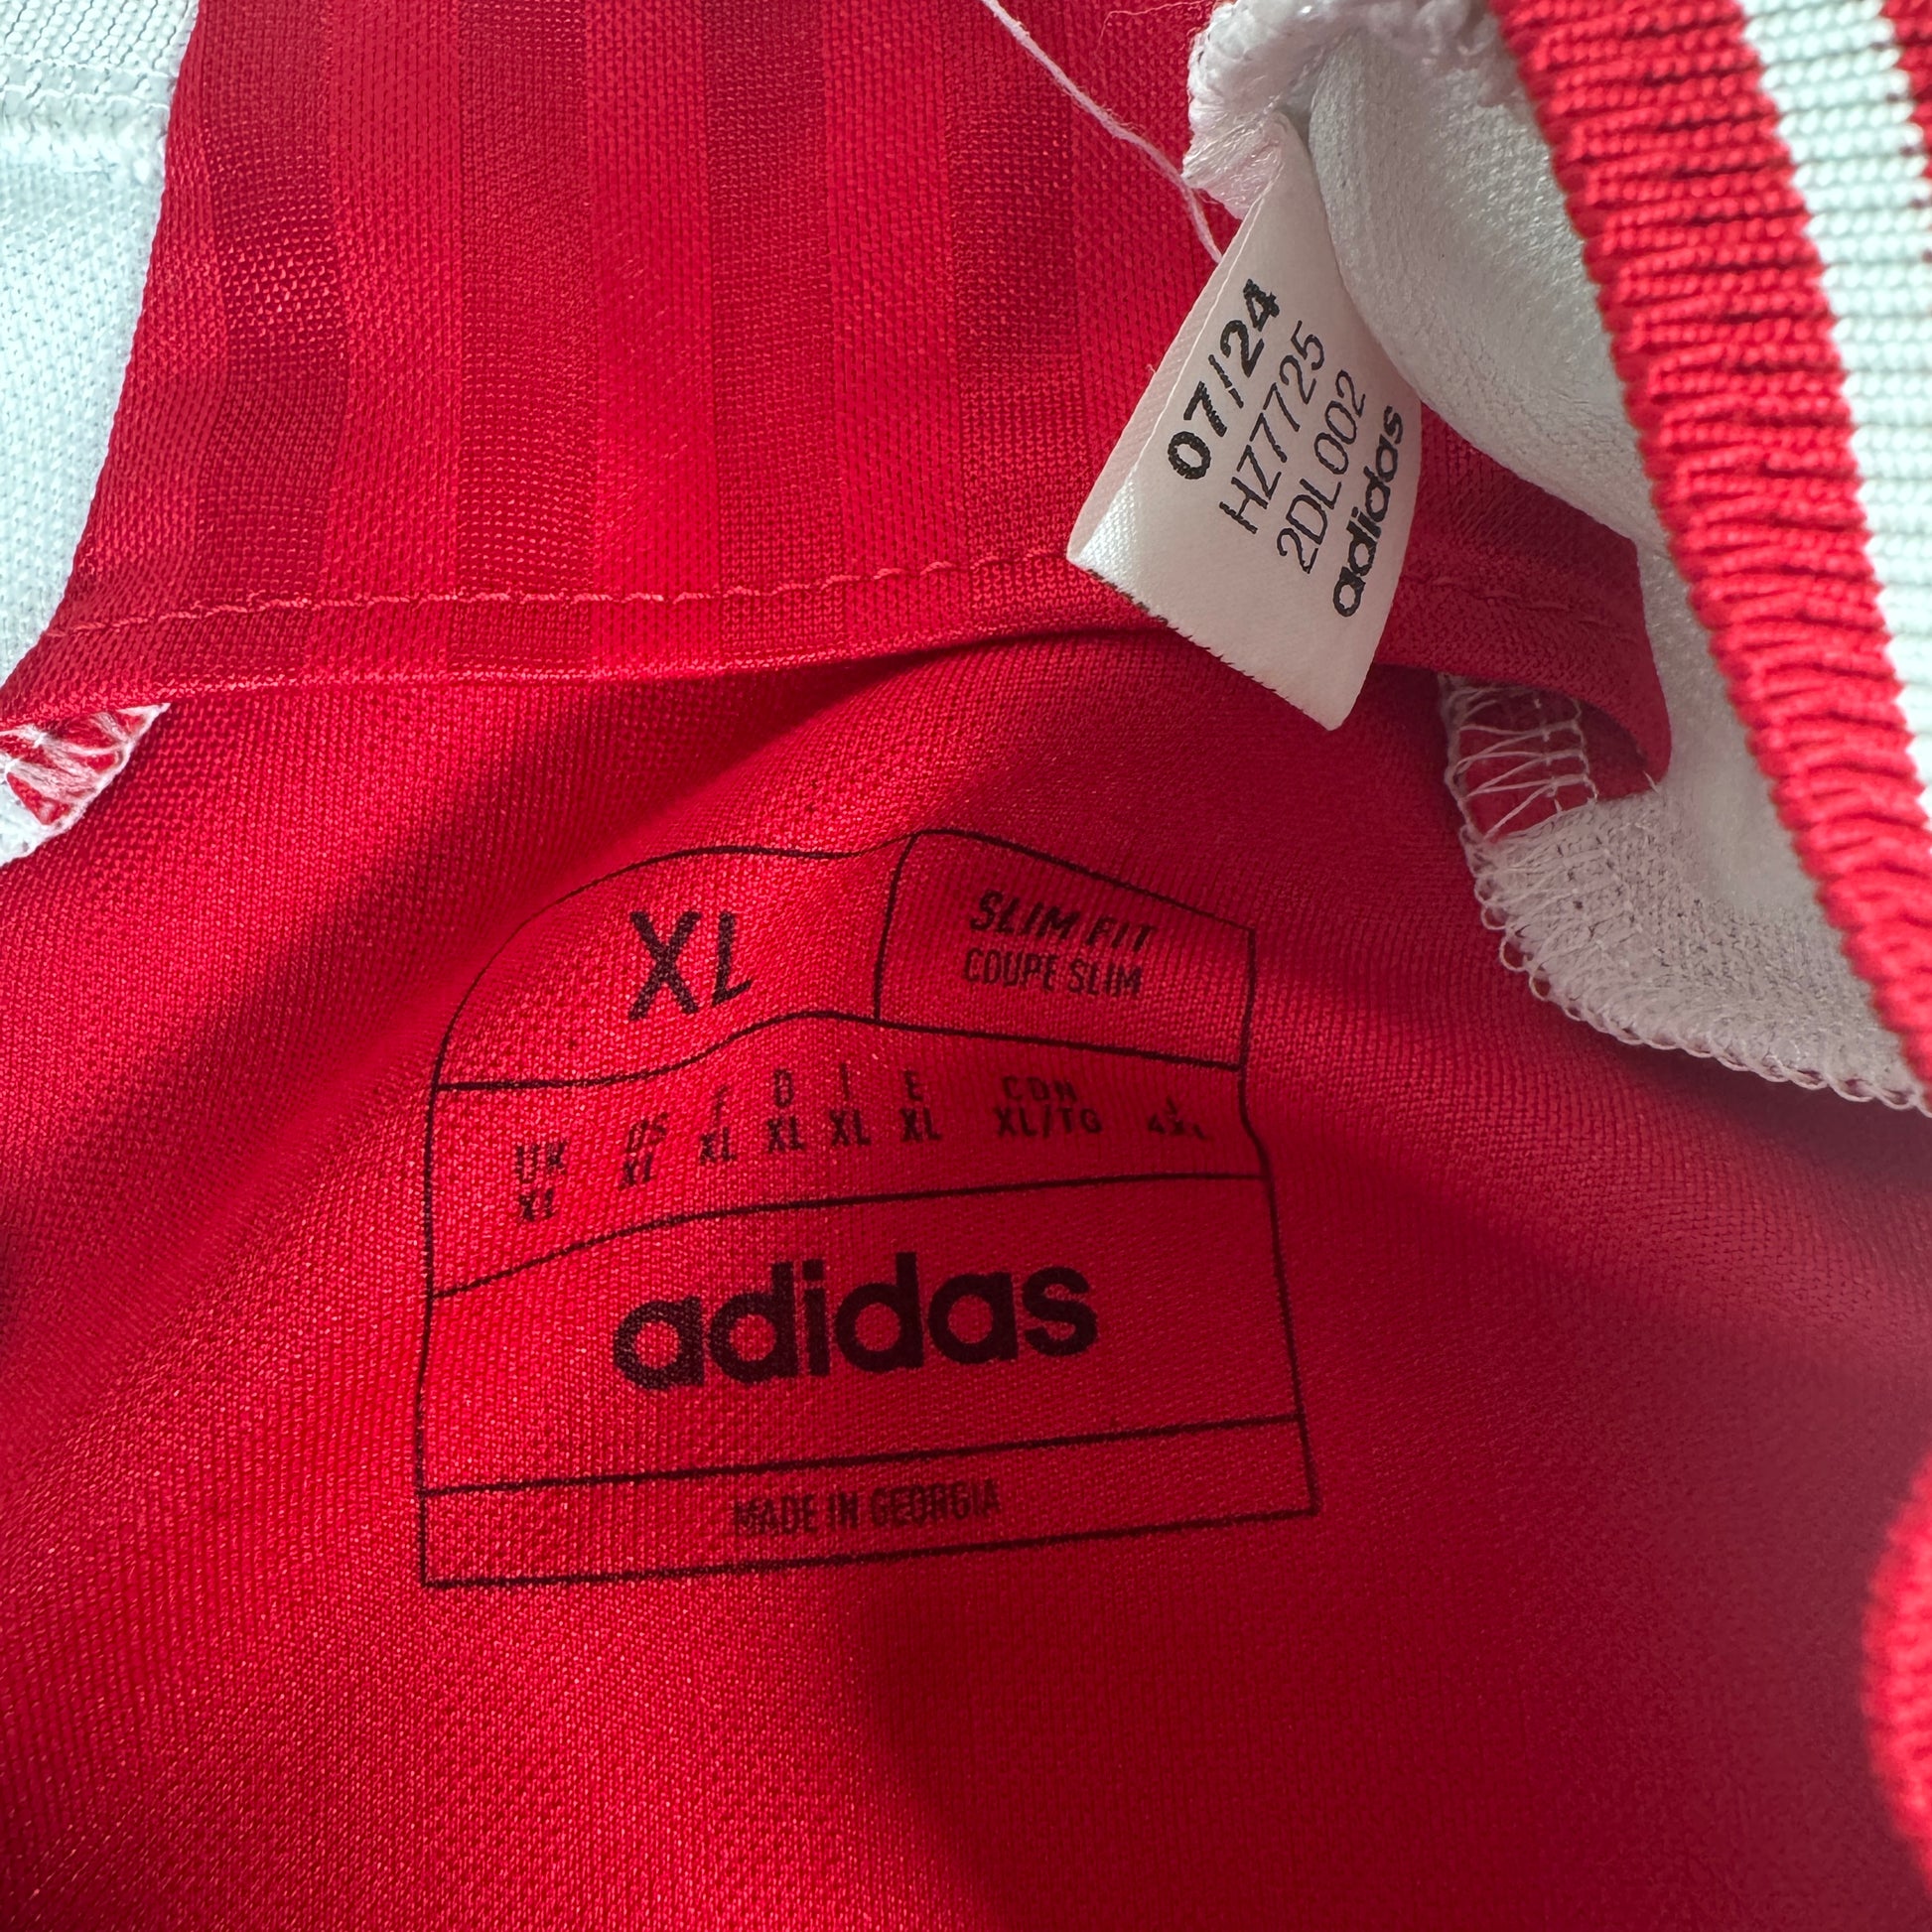 07/24
HZ7725
2DL002
adidas
XL
SLIM FIT
COUPE SLIM
UK US F D I E CDN J
XL XL XL XL XL XL XL/TG 4XL
adidas
MADE IN GEORGIA